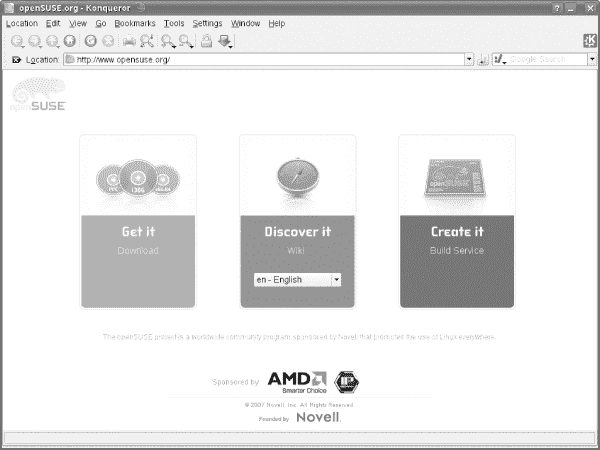 openSUSE.org - Konqueror
Location Edit View Go Bookmarks Tools Settings Window Help
Location: http://www.opensuse.org/ Google Search
openSUSE
PPC i386
openSUSE
Get it
Download
Discover it
Wiki
en - English
Create it
Build Service
The openSUSE project is a worldwide community program sponsored by Novell that promotes the use of Linux everywhere.
Sponsored by AMD
Smarter Choice
© 2007 Novell, Inc. All Rights Reserved.
Founded by Novell.